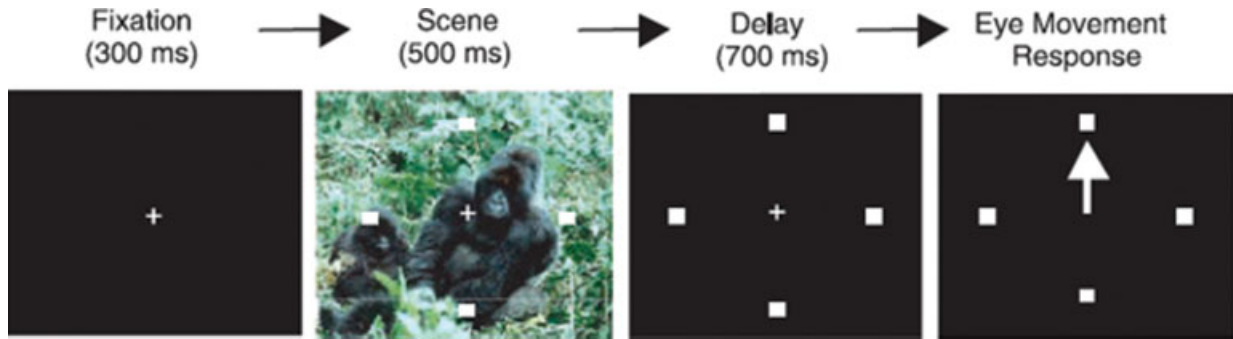 Fixation
(300 ms)
Scene
(500 ms)
Delay
(700 ms)
Eye Movement
Response